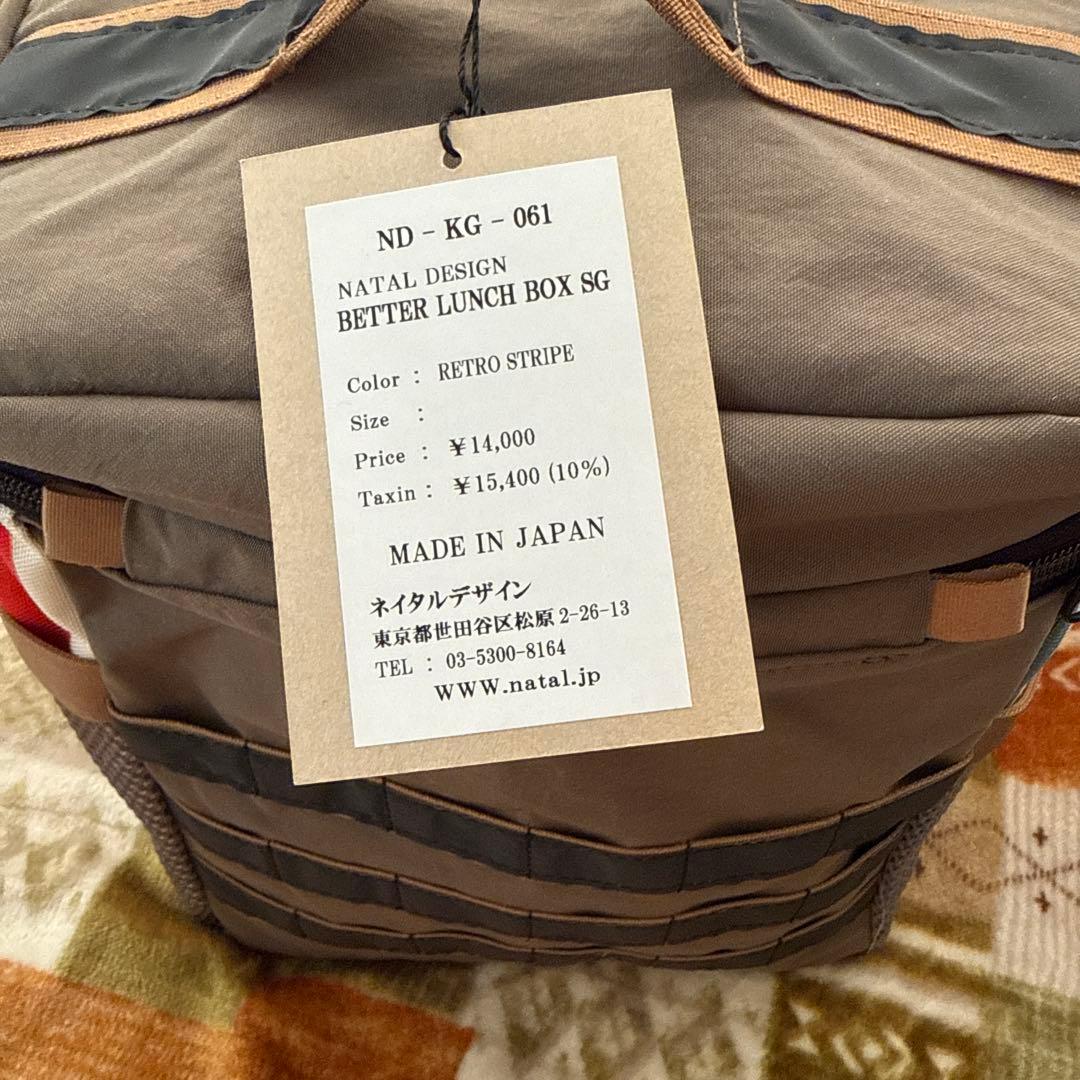 ND - KG - 061
NATAL DESIGN
BETTER LUNCH BOX SG
Color : RETRO STRIPE
Size :
Price : ¥14,000
Taxin : ¥15,400 (10%)
MADE IN JAPAN
ネイタルデザイン
東京都世田谷区松原 2-26-13
TEL : 03-5300-8164
WWW.natal.jp